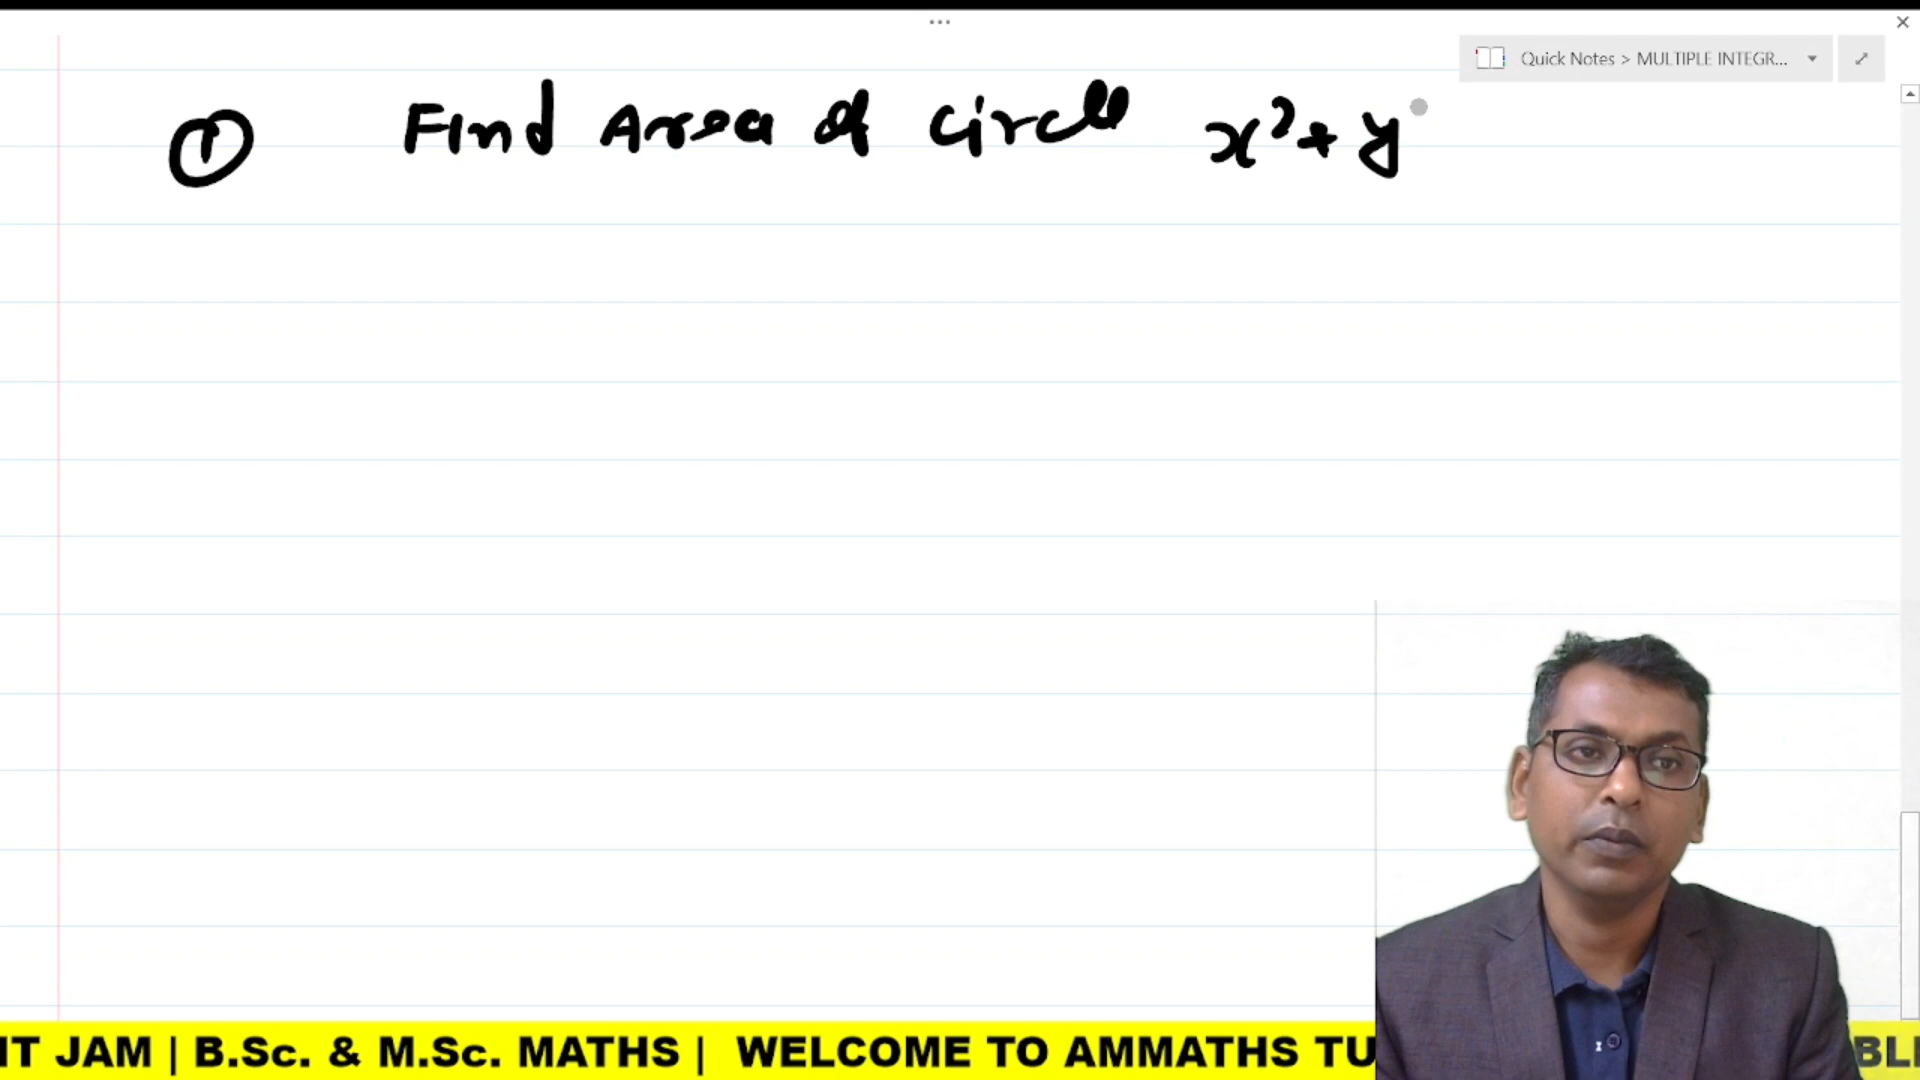 Quick Notes > MULTIPLE INTEGR...
① Find Area of Circle x²+ y
IT JAM | B.Sc. & M.Sc. MATHS | WELCOME TO AMMATHS TU
BLI